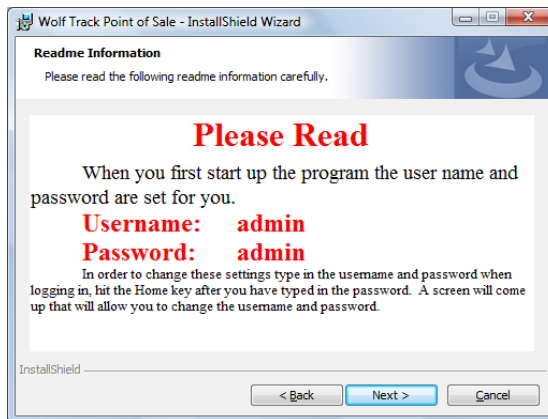 Wolf Track Point of Sale - InstallShield Wizard
Readme Information
Please read the following readme information carefully.
Please Read
When you first start up the program the user name and
password are set for you.
Username: admin
Password: admin
In order to change these settings type in the username and password when
logging in, hit the Home key after you have typed in the password. A screen will come
up that will allow you to change the username and password.
InstallShield
< Back Next > Cancel